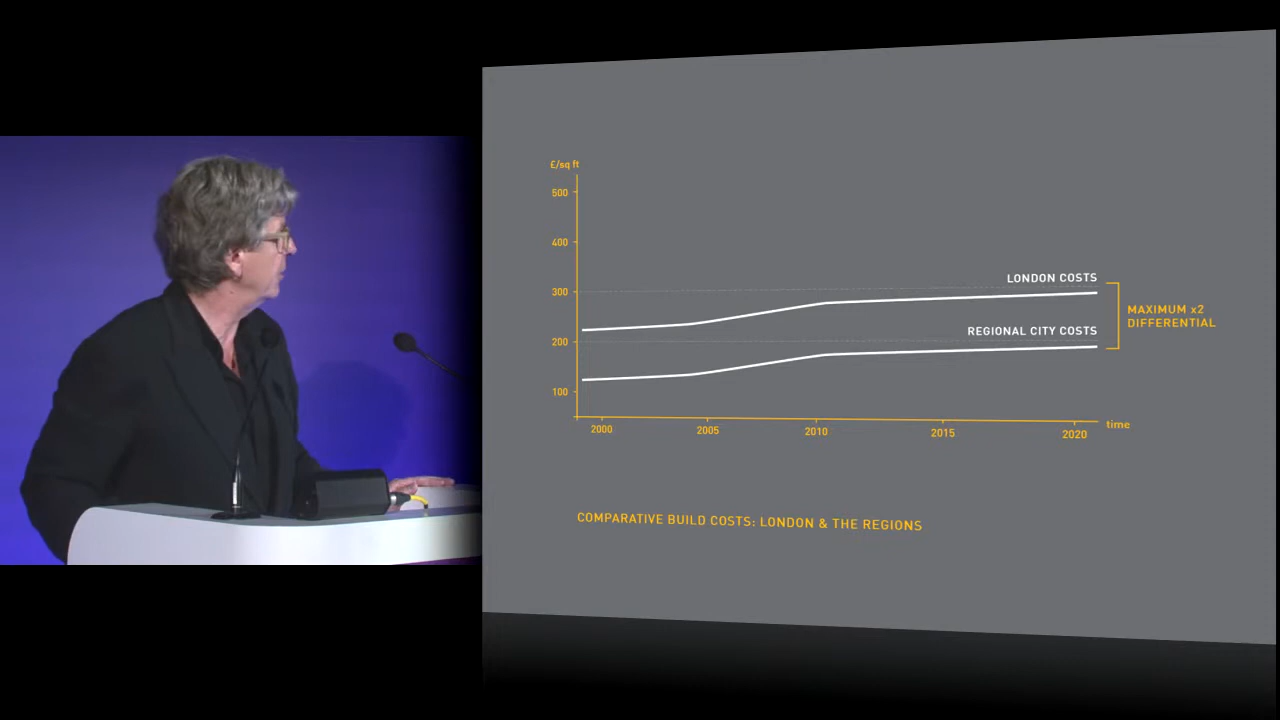 £/sq ft
500
400
300
200
100
LONDON COSTS
REGIONAL CITY COSTS
MAXIMUM x2
DIFFERENTIAL
2000 2005 2010 2015 2020 time
COMPARATIVE BUILD COSTS: LONDON & THE REGIONS